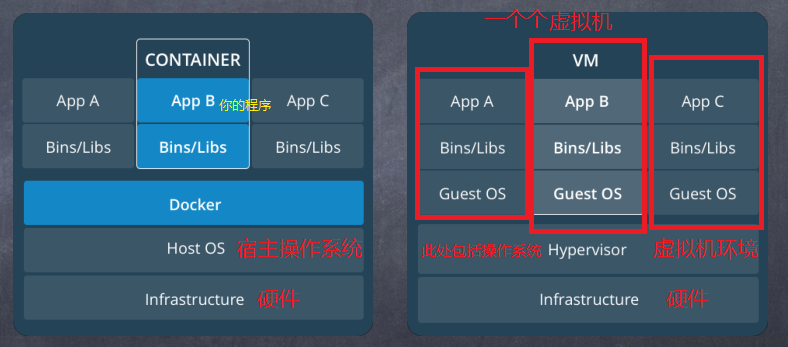 CONTAINER
App A
App B
你的程序
App C
Bins/Libs
Bins/Libs
Bins/Libs
Docker
Host OS
宿主操作系统
Infrastructure
硬件
一个个虚拟机
VM
App A
App B
App C
Bins/Libs
Bins/Libs
Bins/Libs
Guest OS
Guest OS
Guest OS
此处包括操作系统
Hypervisor
虚拟机环境
Infrastructure
硬件